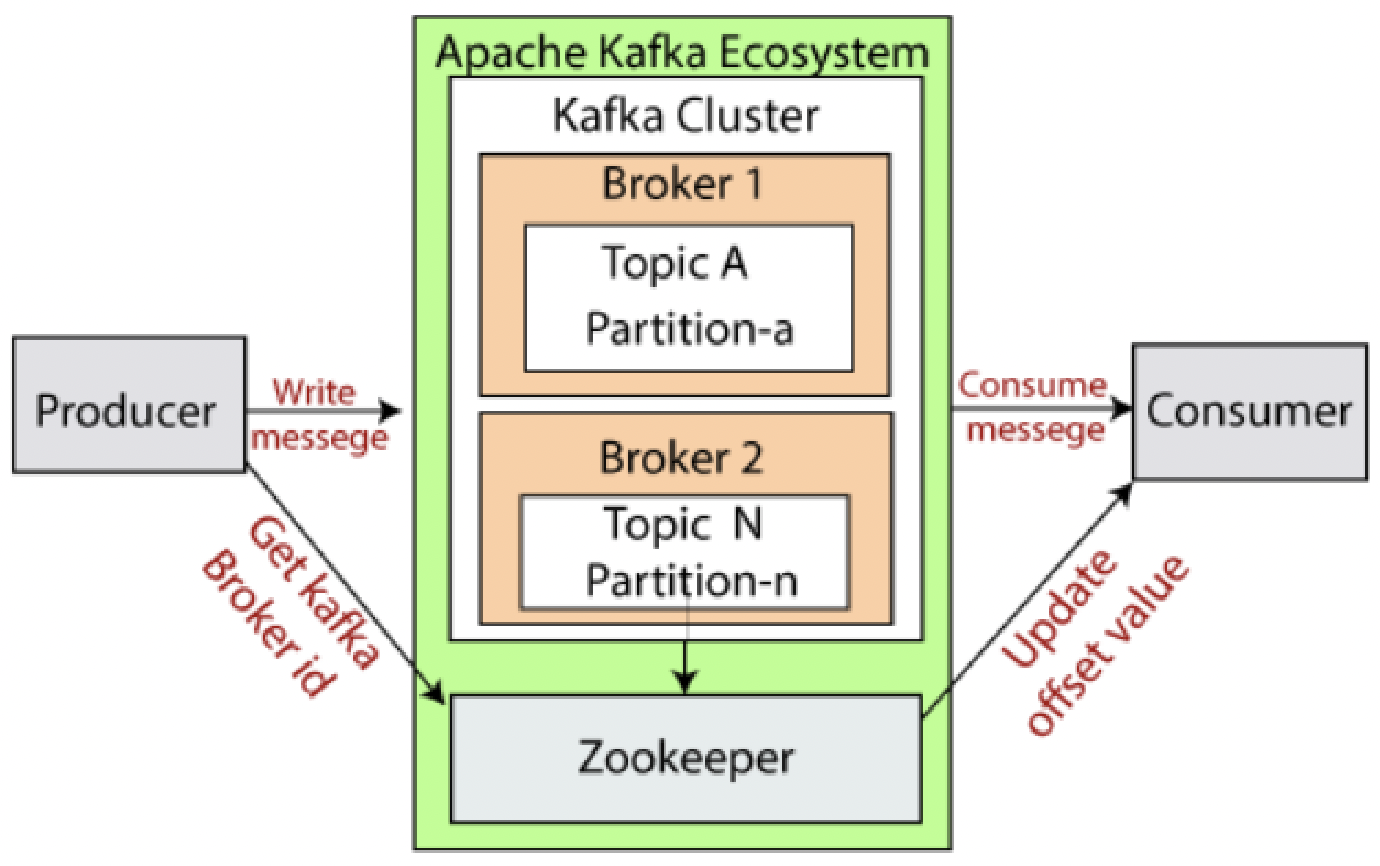 Apache Kafka Ecosystem
Kafka Cluster
Broker 1
Topic A
Partition-a
Producer
Write
messege
Consume
messege
Consumer
Broker 2
Topic N
Partition-n
Get kafka
Broker id
Update
offset value
Zookeeper